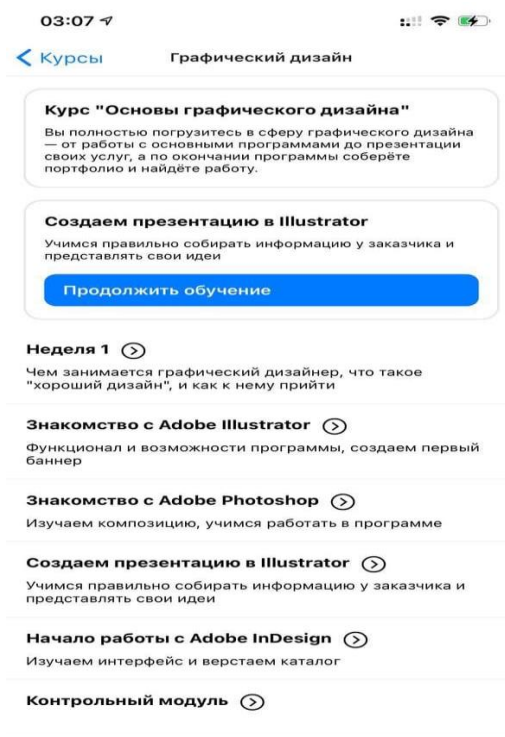 03:07
Курсы
Графический дизайн
Курс "Основы графического дизайна"
Вы полностью погрузитесь в сферу графического дизайна
— от работы с основными программами до презентации
своих услуг, а по окончании программы соберёте
портфолио и найдёте работу.
Создаем презентацию в Illustrator
Учимся правильно собирать информацию у заказчика и
представлять свои идеи
Продолжить обучение
Неделя 1
Чем занимается графический дизайнер, что такое
"хороший дизайн", и как к нему прийти
Знакомство с Adobe Illustrator
Функционал и возможности программы, создаем первый
баннер
Знакомство с Adobe Photoshop
Изучаем композицию, учимся работать в программе
Создаем презентацию в Illustrator
Учимся правильно собирать информацию у заказчика и
представлять свои идеи
Начало работы с Adobe InDesign
Изучаем интерфейс и верстаем каталог
Контрольный модуль